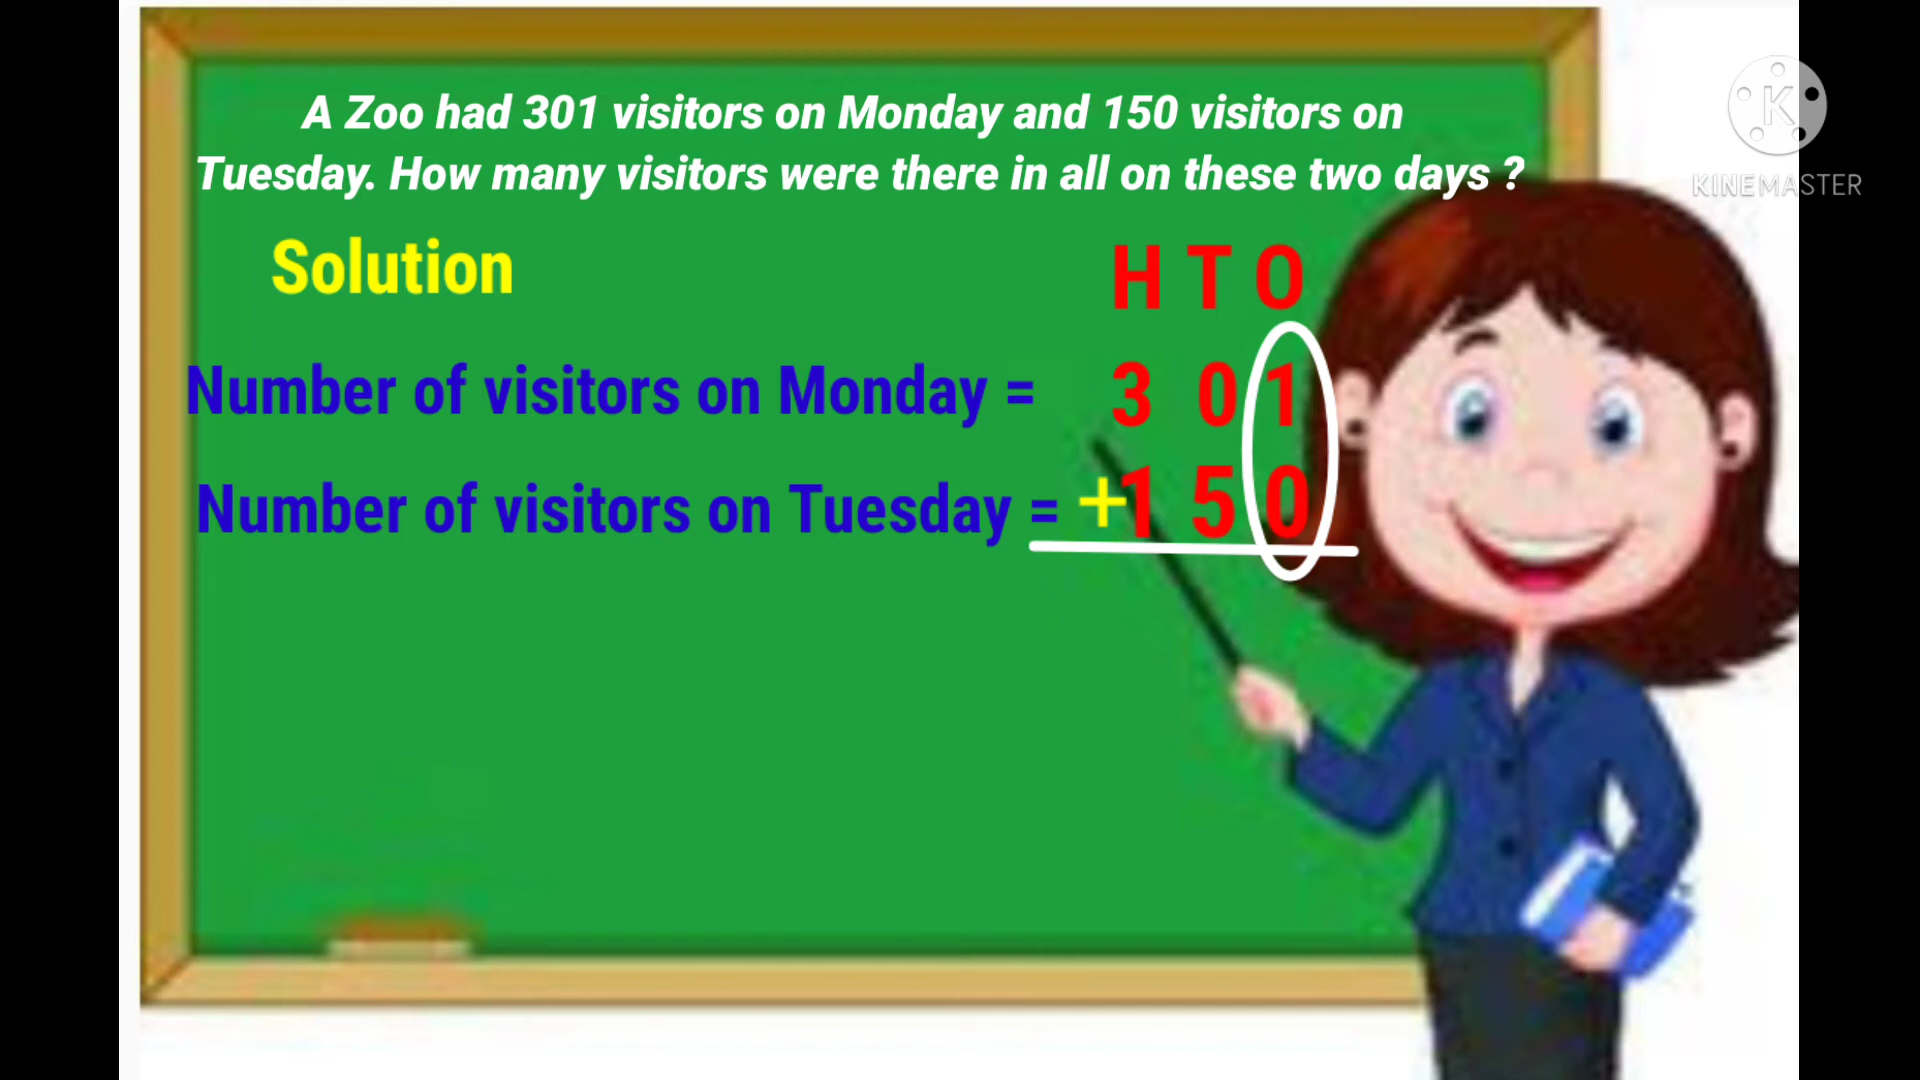 A Zoo had 301 visitors on Monday and 150 visitors on
Tuesday. How many visitors were there in all on these two days ?
Solution
H T O
Number of visitors on Monday = 3 0 1
Number of visitors on Tuesday = +1 5 0
K
KINEMASTER